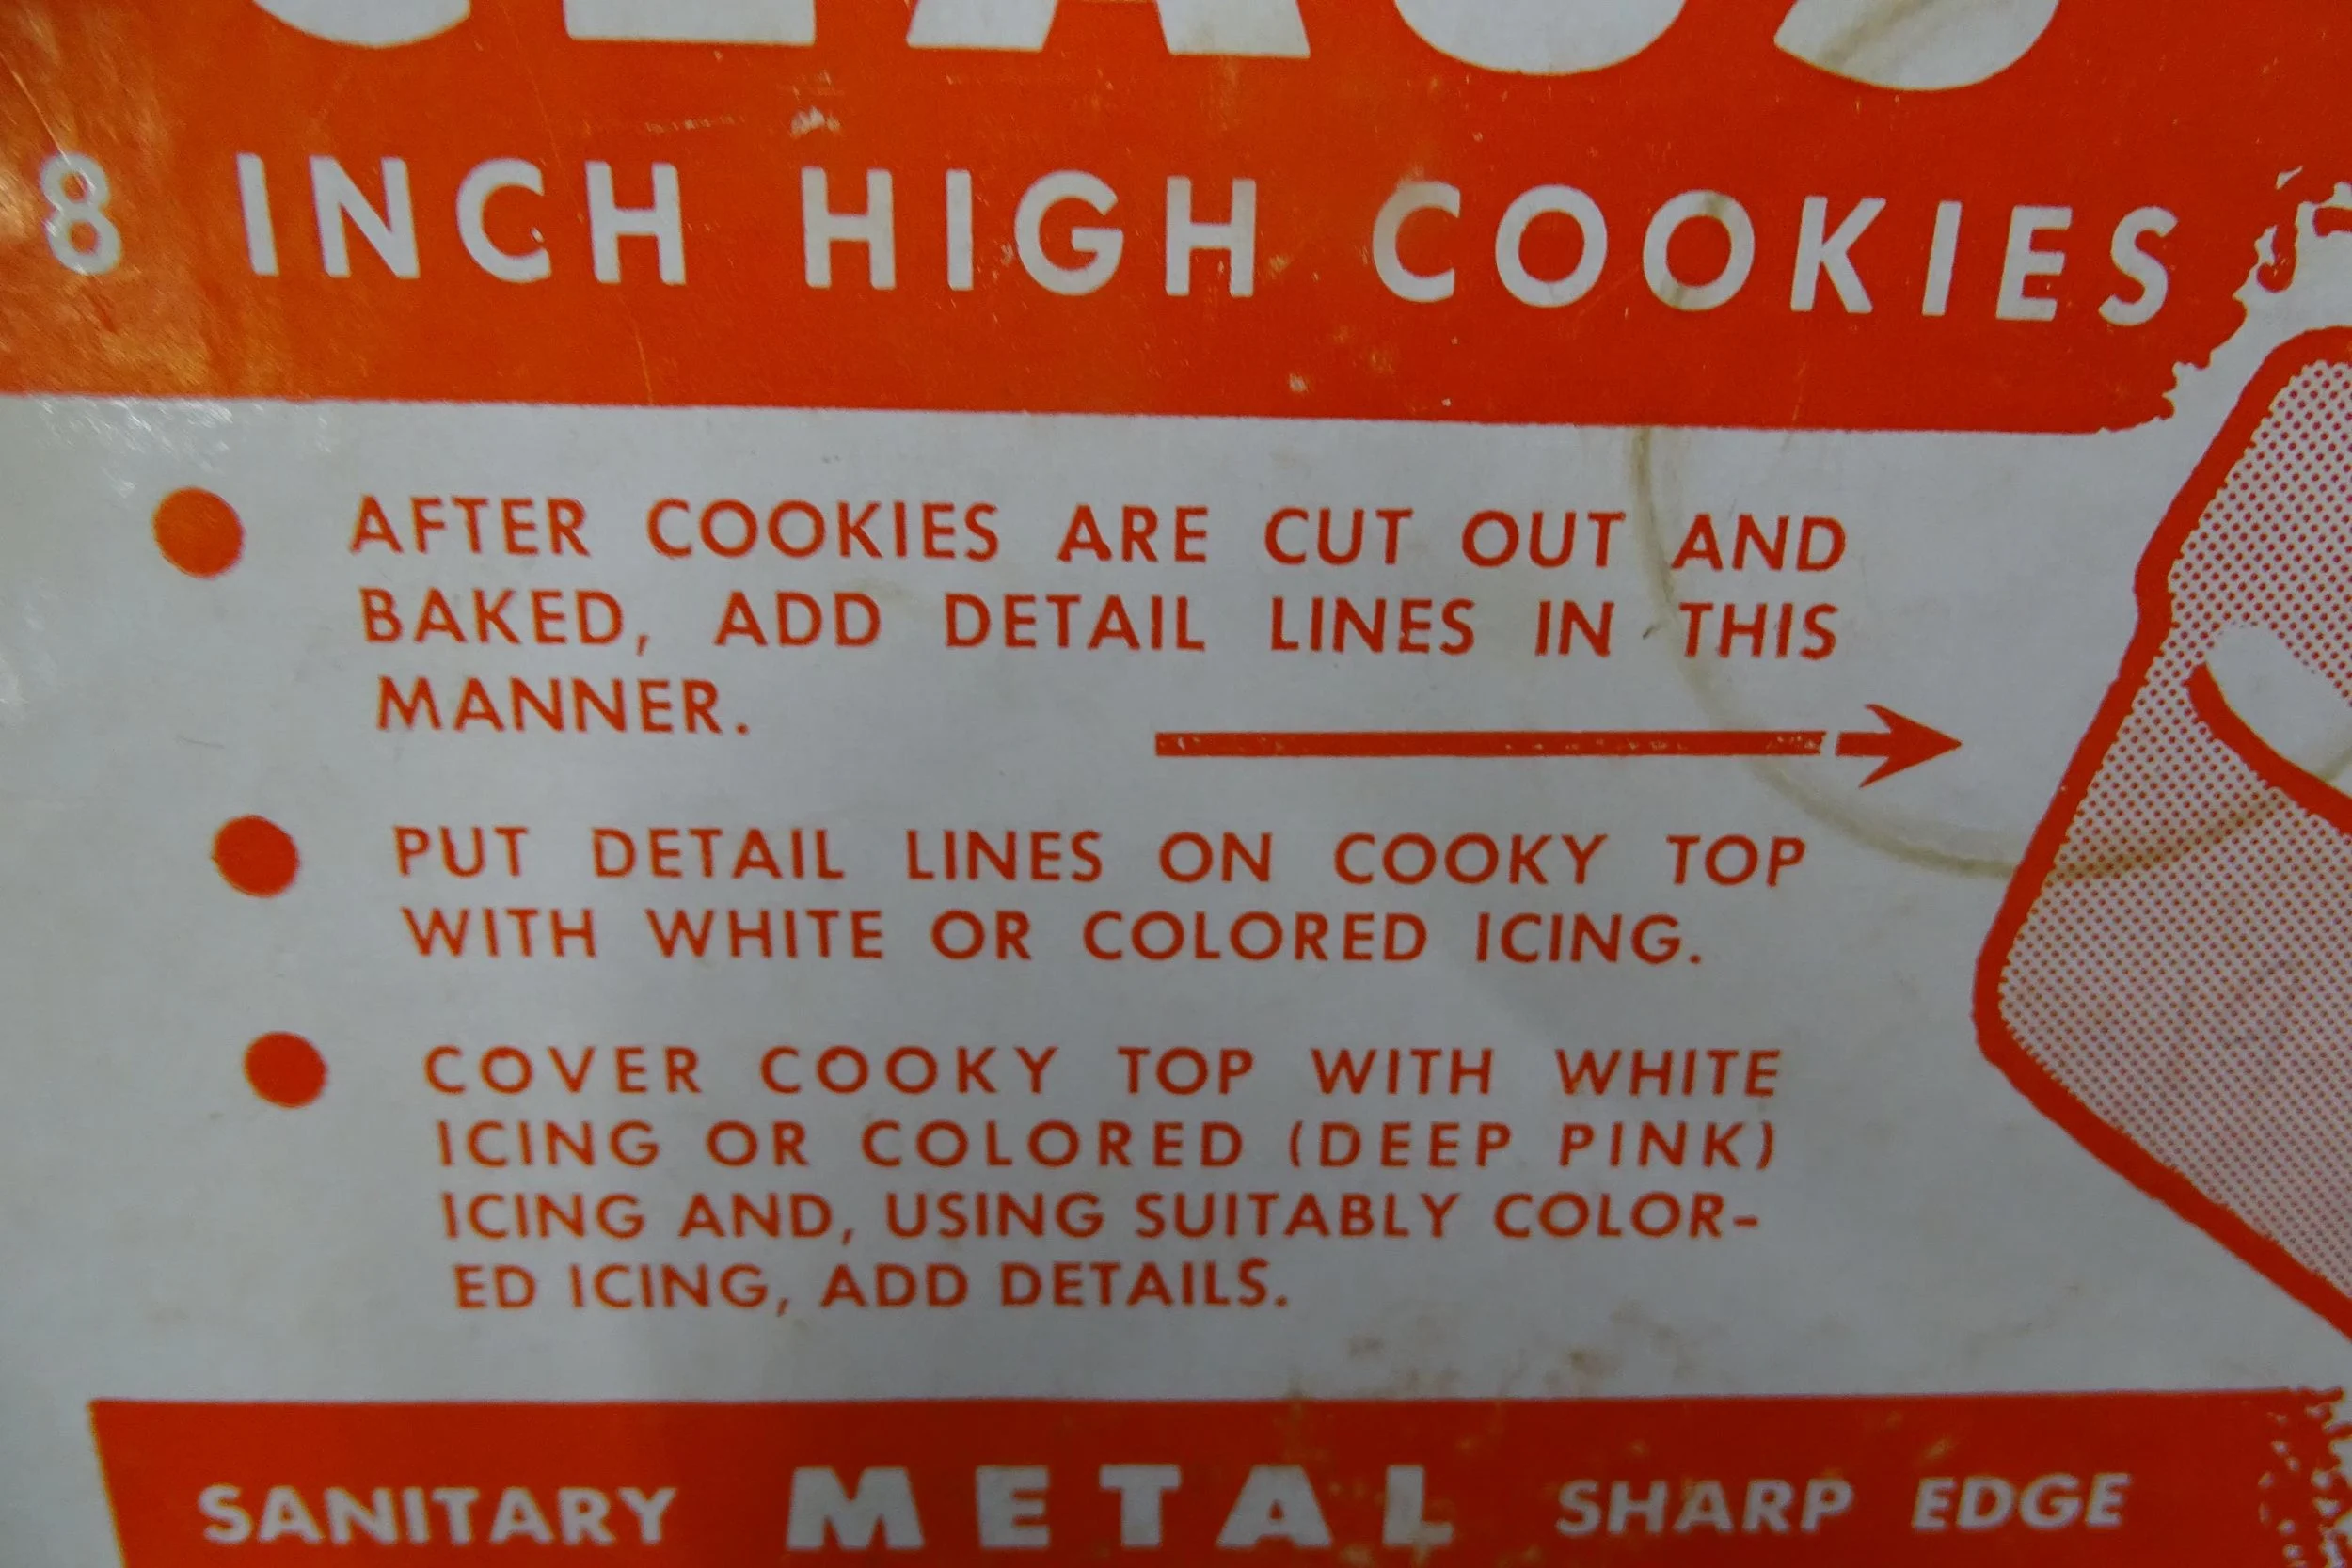 8 INCH HIGH COOKIES
AFTER COOKIES ARE CUT OUT AND
BAKED, ADD DETAIL LINES IN THIS
MANNER.
PUT DETAIL LINES ON COOKY TOP
WITH WHITE OR COLORED ICING.
COVER COOKY TOP WITH WHITE
ICING OR COLORED (DEEP PINK)
ICING AND, USING SUITABLY COLOR-
ED ICING, ADD DETAILS.
SANITARY METAL SHARP EDGE